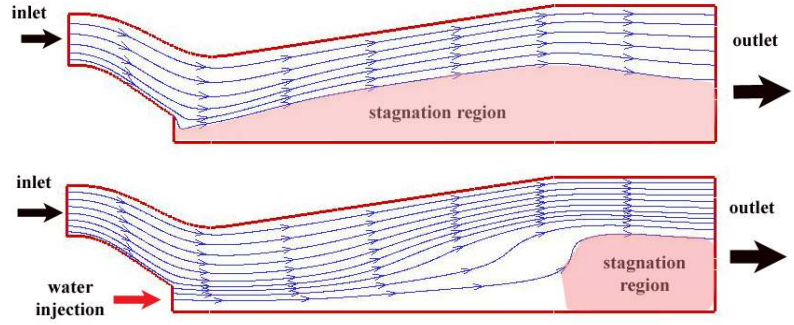 inlet
outlet
stagnation region
inlet
outlet
stagnation
region
water
injection